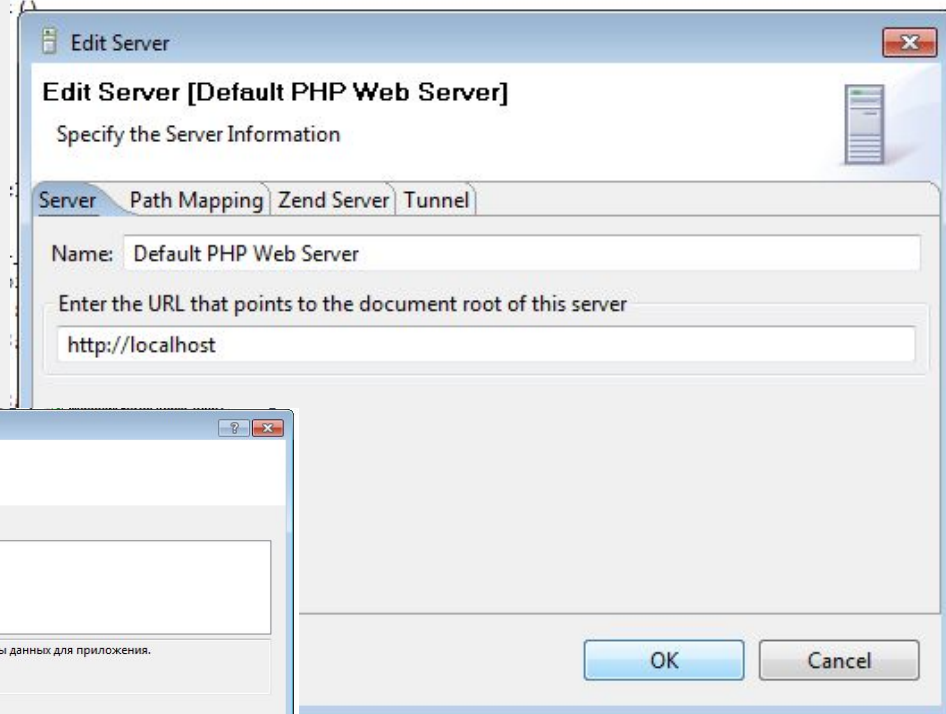 Edit Server
Edit Server [Default PHP Web Server]
Specify the Server Information
Server Path Mapping Zend Server Tunnel
Name: Default PHP Web Server
Enter the URL that points to the document root of this server
http://localhost
данных для приложения.
OK Cancel